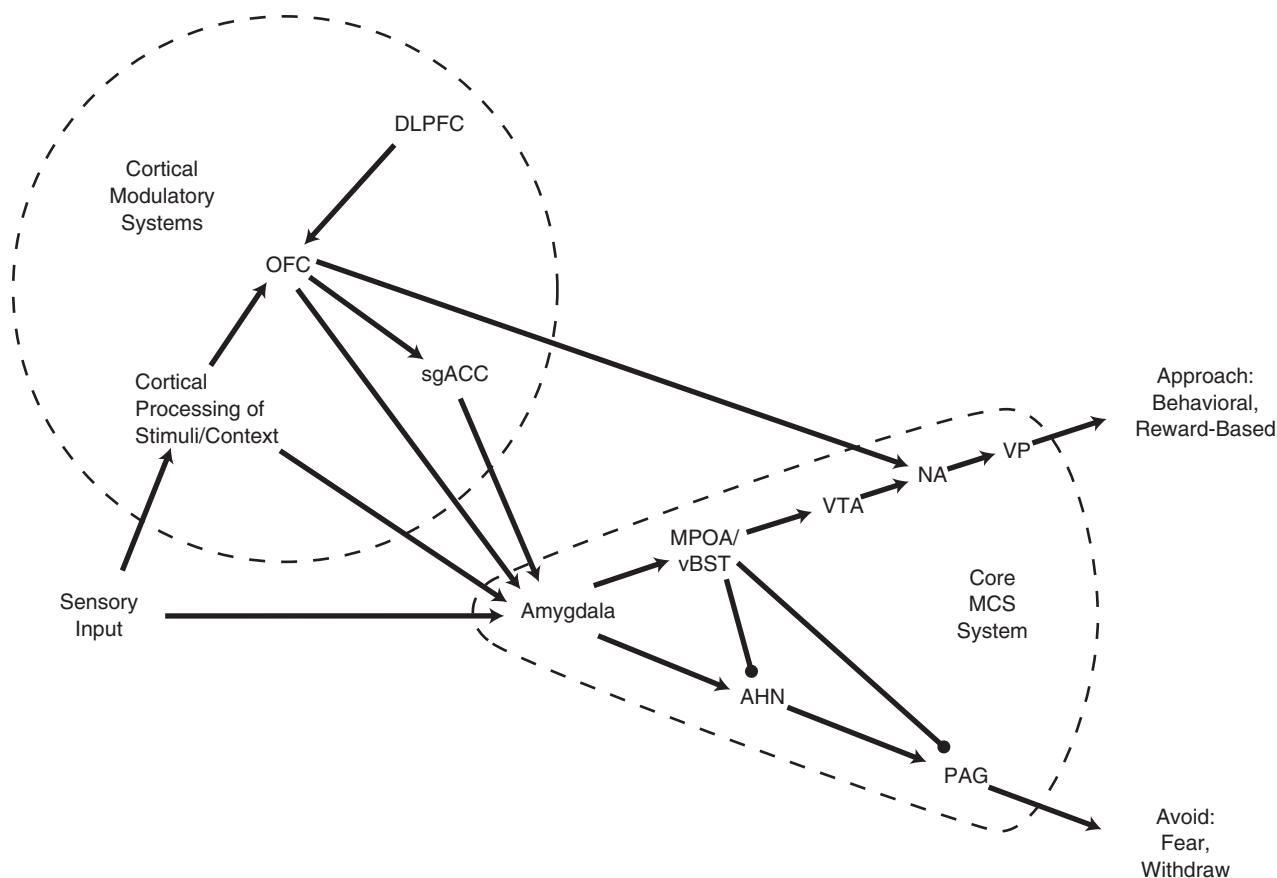 DLPFC
Cortical
Modulatory
Systems
OFC
sgACC
Cortical
Processing of
Stimuli/Context
Approach:
Behavioral,
Reward-Based
VP
NA
VTA
MPOA/
vBST
Core
MCS
System
Sensory
Input
Amygdala
AHN
PAG
Avoid:
Fear,
Withdraw